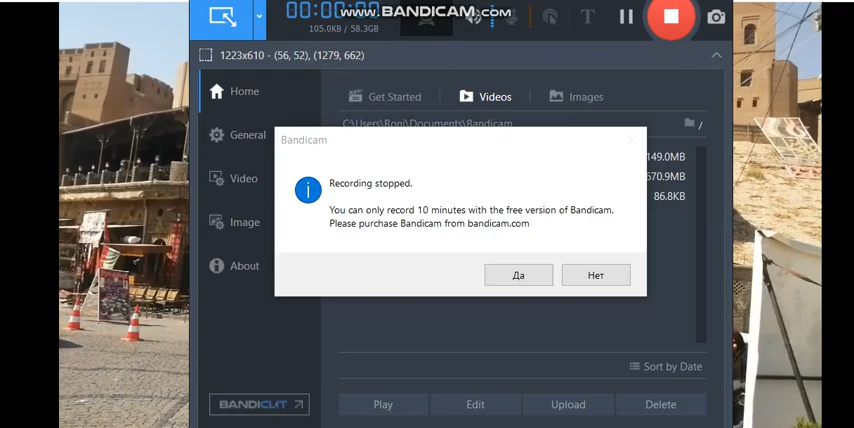 00:00:00
www.BANDICAM.com
105.0KB / 58.3GB
T
1223x610 - (56, 52), (1279, 662)
Home
General
Video
Image
About
Get Started
Videos
Images
C:\Users\Roni\Documents\Bandicam
/
149.0MB
670.9MB
86.8KB
Bandicam
Recording stopped.
You can only record 10 minutes with the free version of Bandicam.
Please purchase Bandicam from bandicam.com
Да
Нет
Sort by Date
BANDICUT
Play
Edit
Upload
Delete